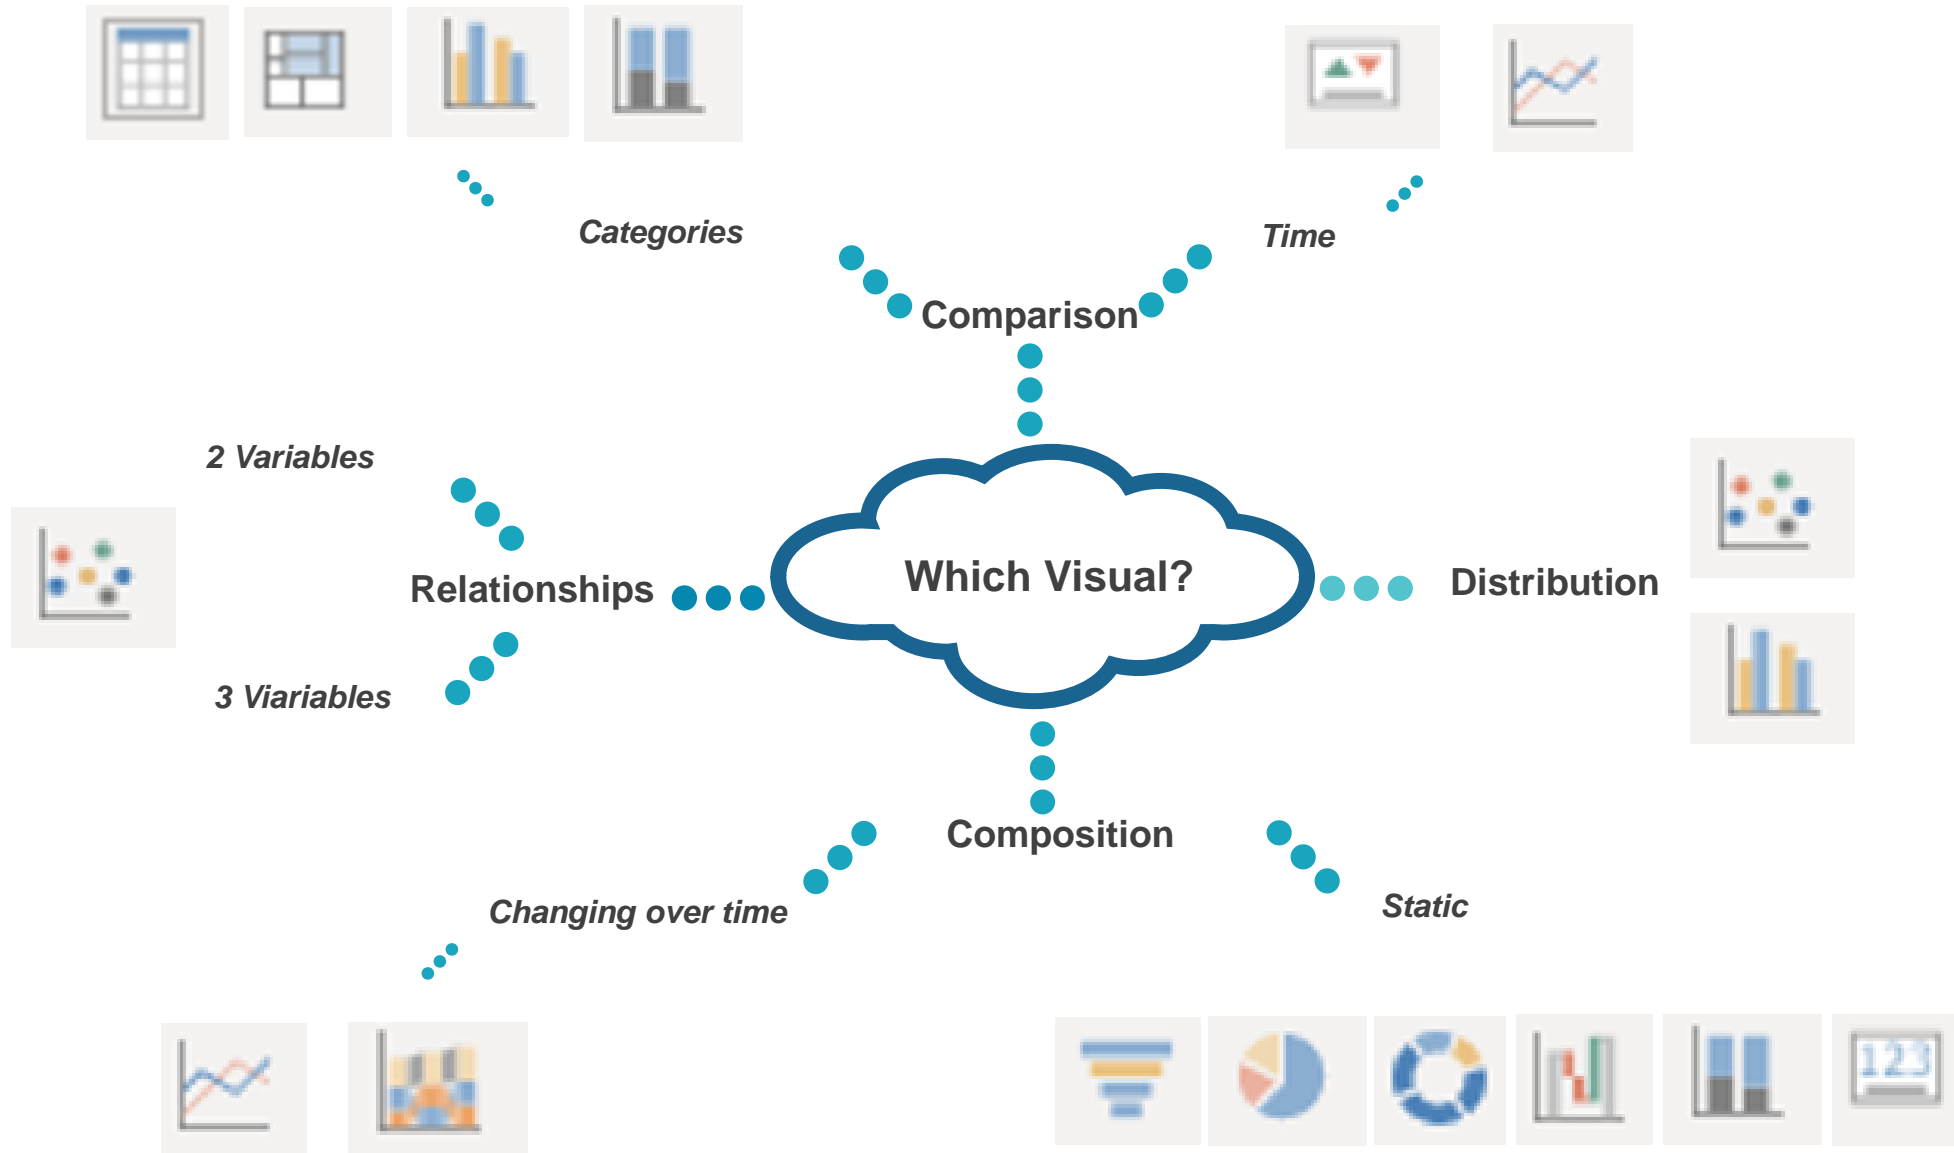 Categories
Time
Comparison
2 Variables
Which Visual?
Relationships
Distribution
3 Viariables
Composition
Changing over time
Static
123